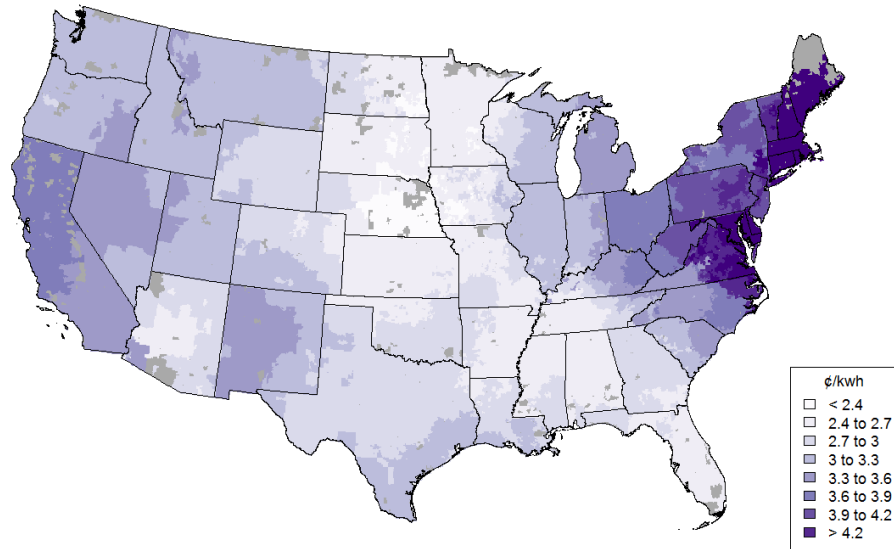 ¢/kwh
< 2.4
2.4 to 2.7
2.7 to 3
3 to 3.3
3.3 to 3.6
3.6 to 3.9
3.9 to 4.2
> 4.2